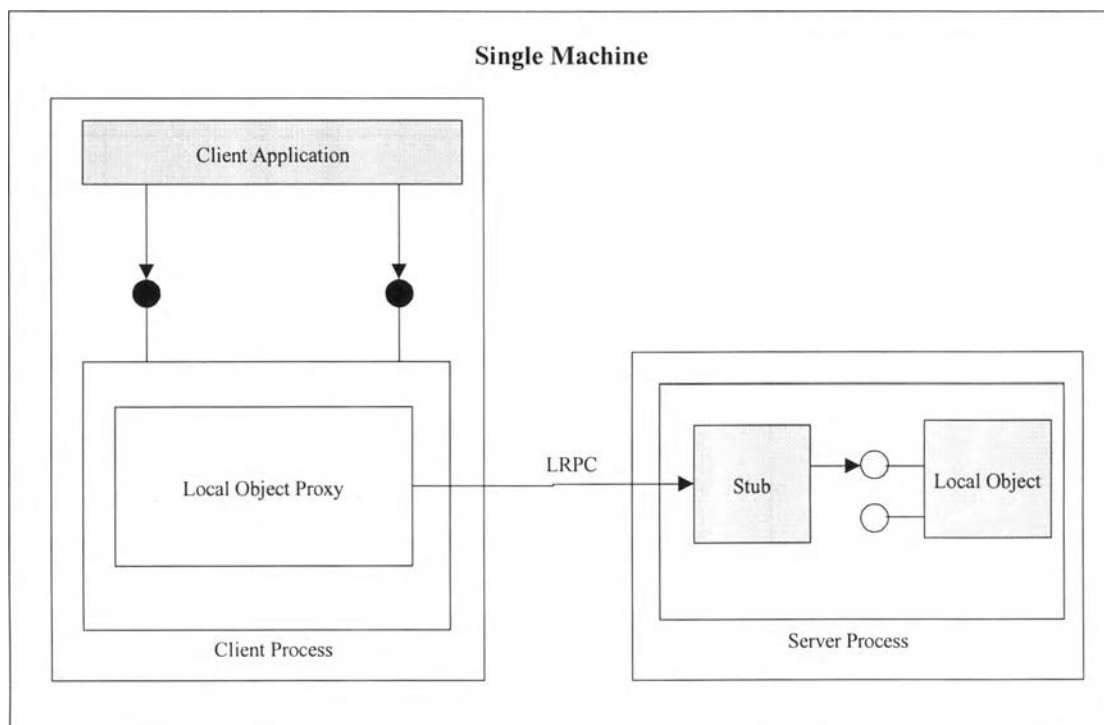 Single Machine
Client Application
Local Object Proxy
Client Process
LRPC
Stub
Local Object
Server Process